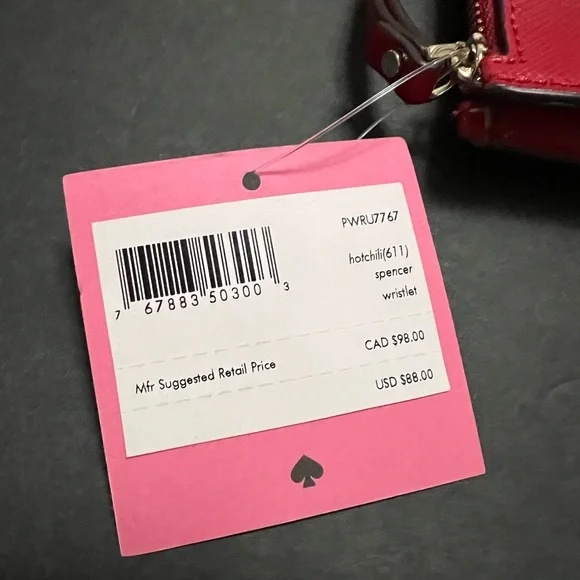 PWRU7767
hotchili(611)
spencer
wristlet
7 67883 50300 3
Mfr Suggested Retail Price
CAD $98.00
USD $88.00